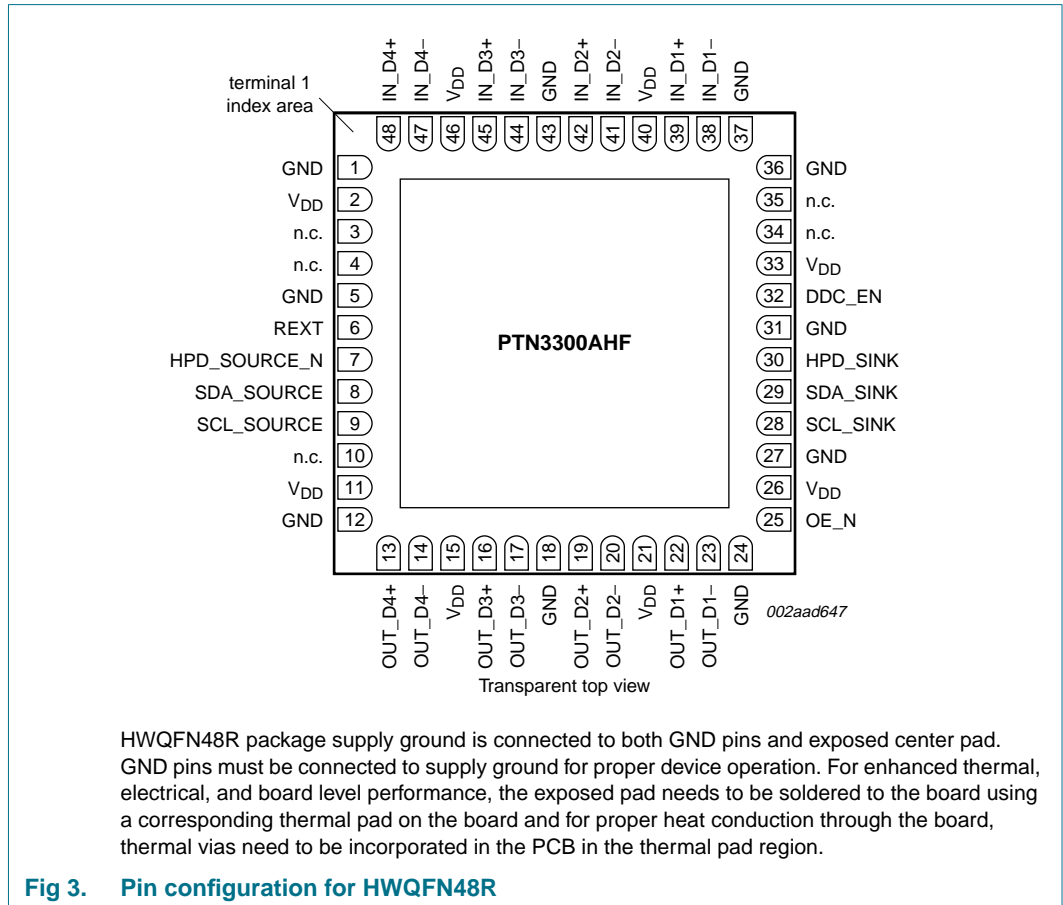 IN_D4+ IN_D4− VDD IN_D3+ IN_D3− GND IN_D2+ IN_D2− VDD IN_D1+ IN_D1− GND
terminal 1
index area
48 47 46 45 44 43 42 41 40 39 38 37
GND 1 36 GND
VDD 2 35 n.c.
n.c. 3 34 n.c.
n.c. 4 33 VDD
GND 5 32 DDC_EN
REXT 6 31 GND
PTN3300AHF
HPD_SOURCE_N 7 30 HPD_SINK
SDA_SOURCE 8 29 SDA_SINK
SCL_SOURCE 9 28 SCL_SINK
n.c. 10 27 GND
VDD 11 26 VDD
GND 12 25 OE_N
13 14 15 16 17 18 19 20 21 22 23 24
OUT_D4+ OUT_D4− VDD OUT_D3+ OUT_D3− GND OUT_D2+ OUT_D2− VDD OUT_D1+ OUT_D1− GND
002aad647
Transparent top view
HWQFN48R package supply ground is connected to both GND pins and exposed center pad.
GND pins must be connected to supply ground for proper device operation. For enhanced thermal,
electrical, and board level performance, the exposed pad needs to be soldered to the board using
a corresponding thermal pad on the board and for proper heat conduction through the board,
thermal vias need to be incorporated in the PCB in the thermal pad region.
Fig 3. Pin configuration for HWQFN48R